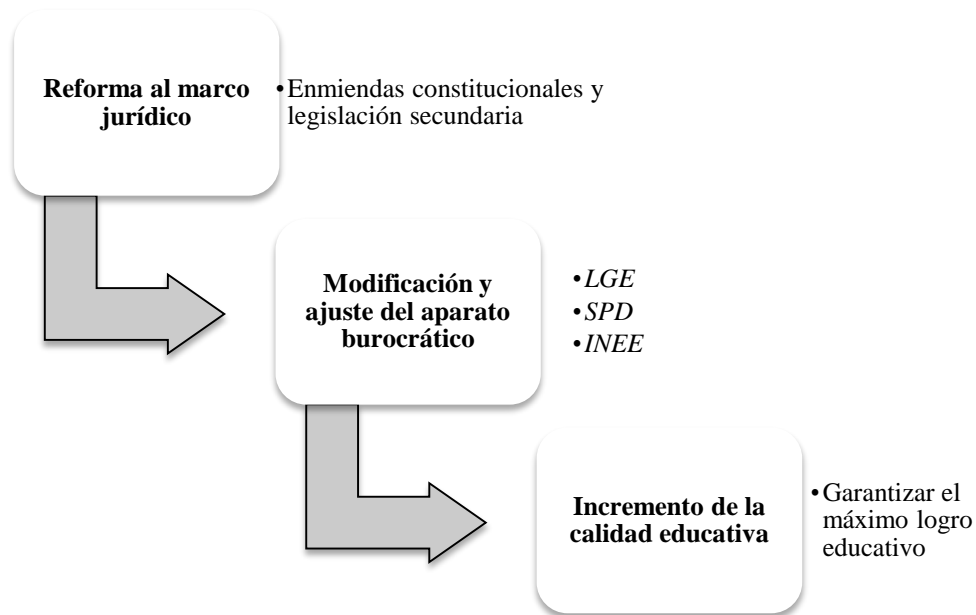 Reforma al marco
jurídico
•Enmiendas constitucionales y
legislación secundaria
Modificación y
ajuste del aparato
burocrático
•LGE
•SPD
•INEE
Incremento de la
calidad educativa
•Garantizar el
máximo logro
educativo